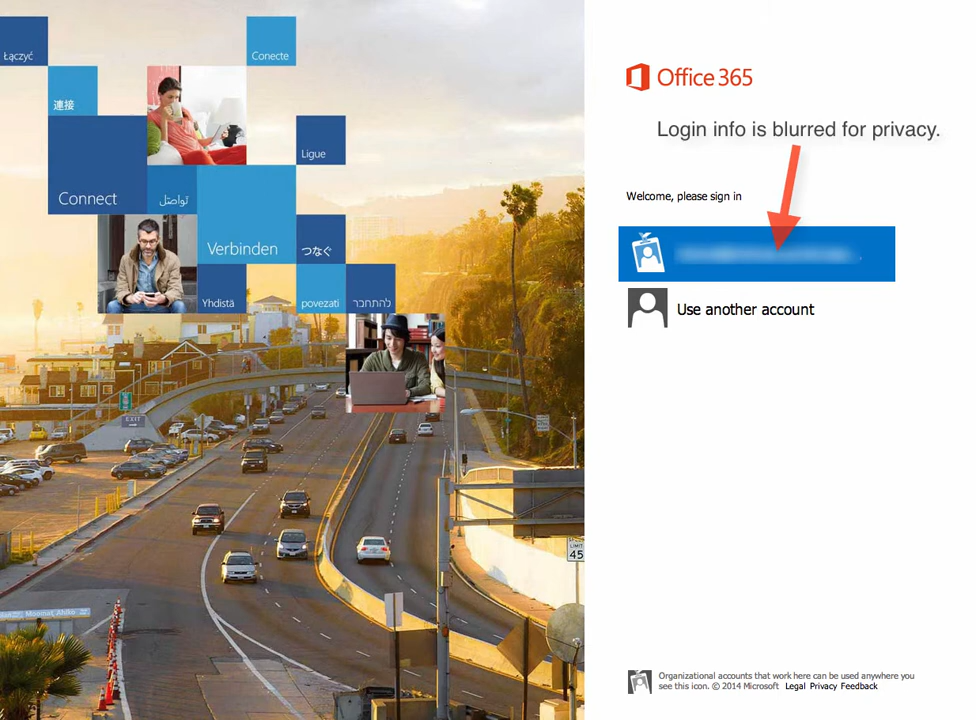 Łączyć
Conecte
連接
Ligue
Connect
تواصَل
Verbinden
つなぐ
Yhdistä
povezati
להתחבר
EXIT
LIMIT
45
Office 365
Login info is blurred for privacy.
Welcome, please sign in
Use another account
Organizational accounts that work here can be used anywhere you
see this icon. © 2014 Microsoft Legal Privacy Feedback